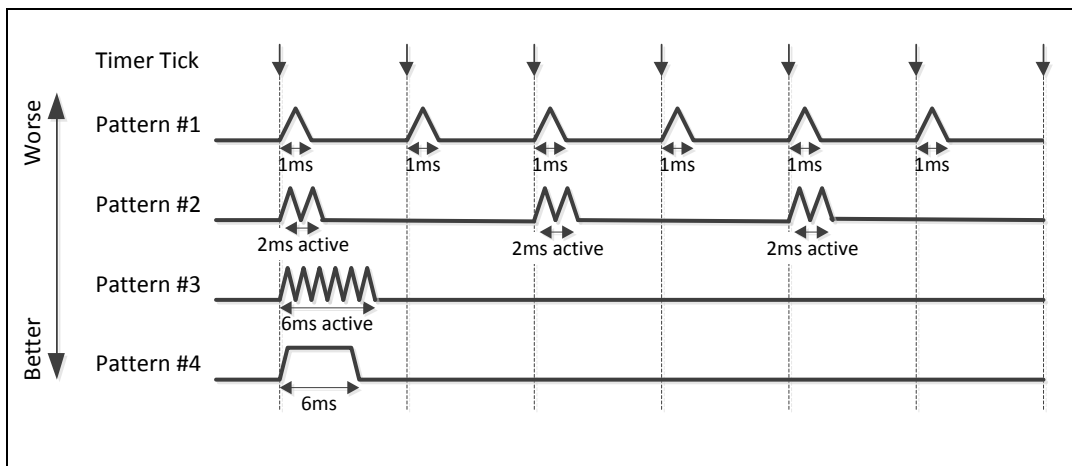 Timer Tick
Worse
Pattern #1
1ms
1ms
1ms
1ms
1ms
1ms
Pattern #2
2ms active
2ms active
2ms active
Pattern #3
6ms active
Better
Pattern #4
6ms